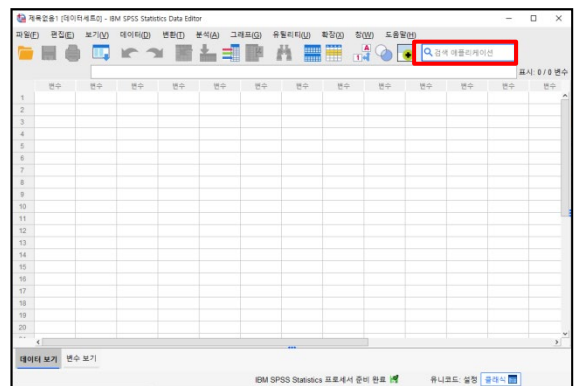 제목없음1 [데이터세트0] - IBM SPSS Statistics Data Editor
파일(F) 편집(E) 보기(V) 데이터(D) 변환(T) 분석(A) 그래프(G) 유틸리티(U) 확장(X) 창(W) 도움말(H)
검색 애플리케이션
표시: 0 / 0 변수
변수 변수 변수 변수 변수 변수 변수 변수 변수 변수 변수 변수 변수
1
2
3
4
5
6
7
8
9
10
11
12
13
14
15
16
17
18
19
20
데이터 보기 변수 보기
IBM SPSS Statistics 프로세서 준비 완료 유니코드: 설정 클래식